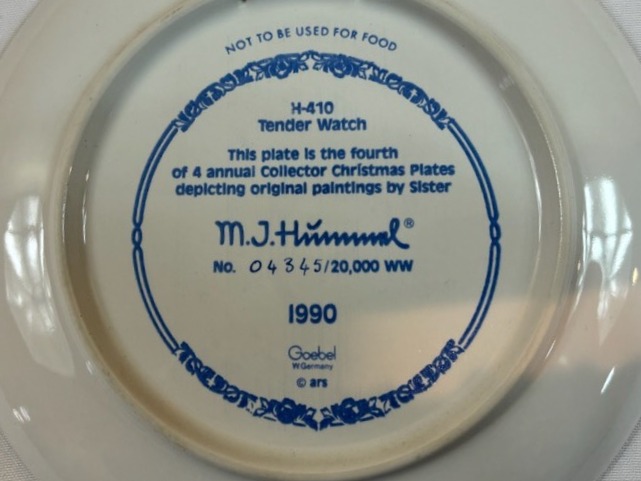 NOT TO BE USED FOR FOOD
H-410
Tender Watch
This plate is the fourth
of 4 annual Collector Christmas Plates
depicting original paintings by Sister
M.J.Hümmel®
No. 04345/20,000 WW
1990
Goebel
W.Germany
© ars